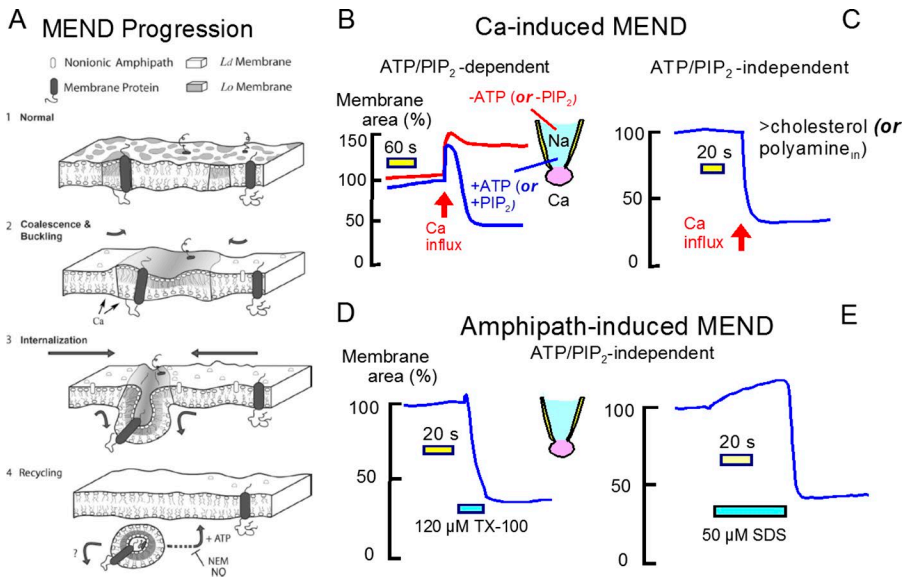 A
MEND Progression
Nonionic Amphipath
Ld Membrane
Membrane Protein
Lo Membrane
1 Normal
2 Coalescence &
Buckling
Ca
3 Internalization
4 Recycling
?
+ ATP
NEM
NO
B
Ca-induced MEND
C
ATP/PIP₂-dependent
ATP/PIP₂-independent
Membrane
area (%)
-ATP (or -PIP₂)
150
60 s
100
50
0
Na
+ATP (or
+PIP₂)
Ca
Ca
influx
100
50
0
20 s
>cholesterol (or
polyamineᵢₙ)
Ca
influx
D
Amphipath-induced MEND
E
ATP/PIP₂-independent
Membrane
area (%)
100
50
0
20 s
120 µM TX-100
100
50
0
20 s
50 µM SDS